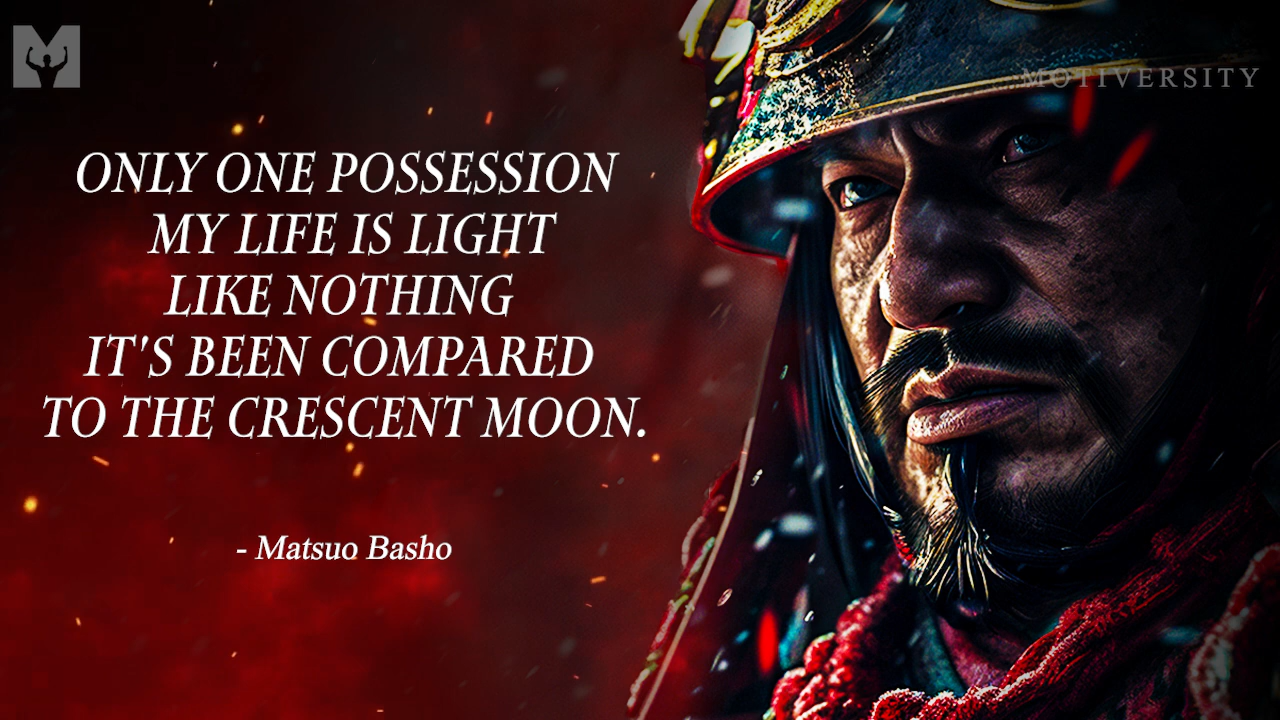 MOTIVERSITY
ONLY ONE POSSESSION
MY LIFE IS LIGHT
LIKE NOTHING
IT'S BEEN COMPARED
TO THE CRESCENT MOON.
- Matsuo Basho